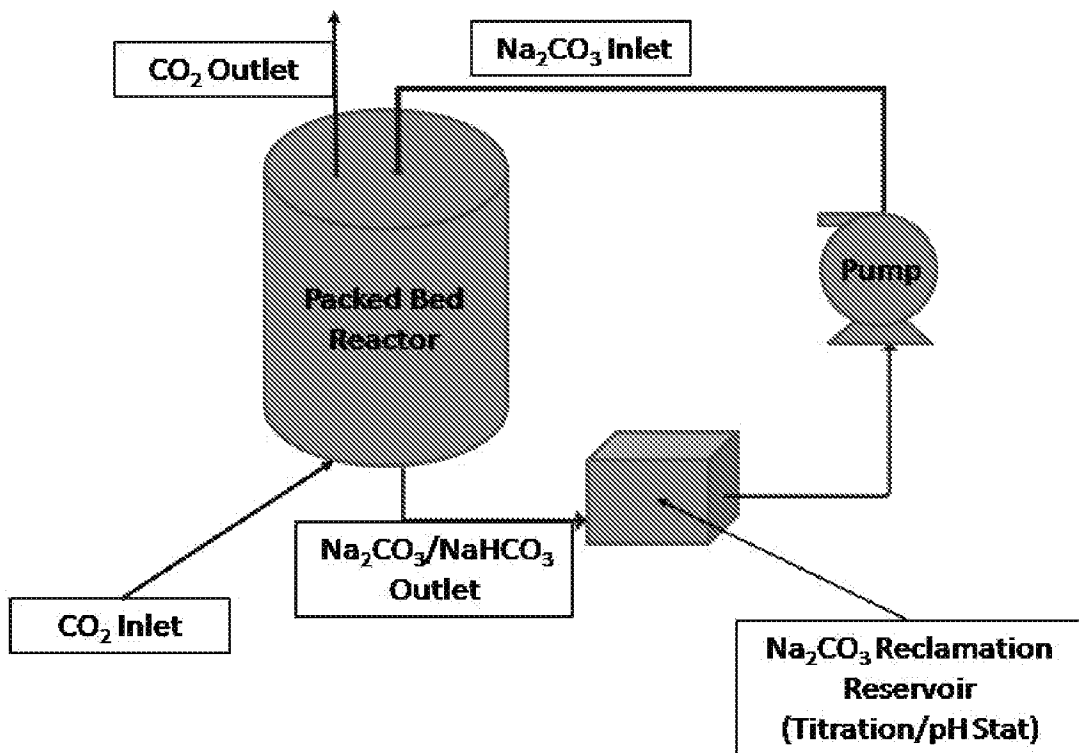 CO₂ Outlet
Na₂CO₃ Inlet
Packed Bed
Reactor
Pump
Na₂CO₃/NaHCO₃
Outlet
CO₂ Inlet
Na₂CO₃ Reclamation
Reservoir
(Titration/pH Stat)